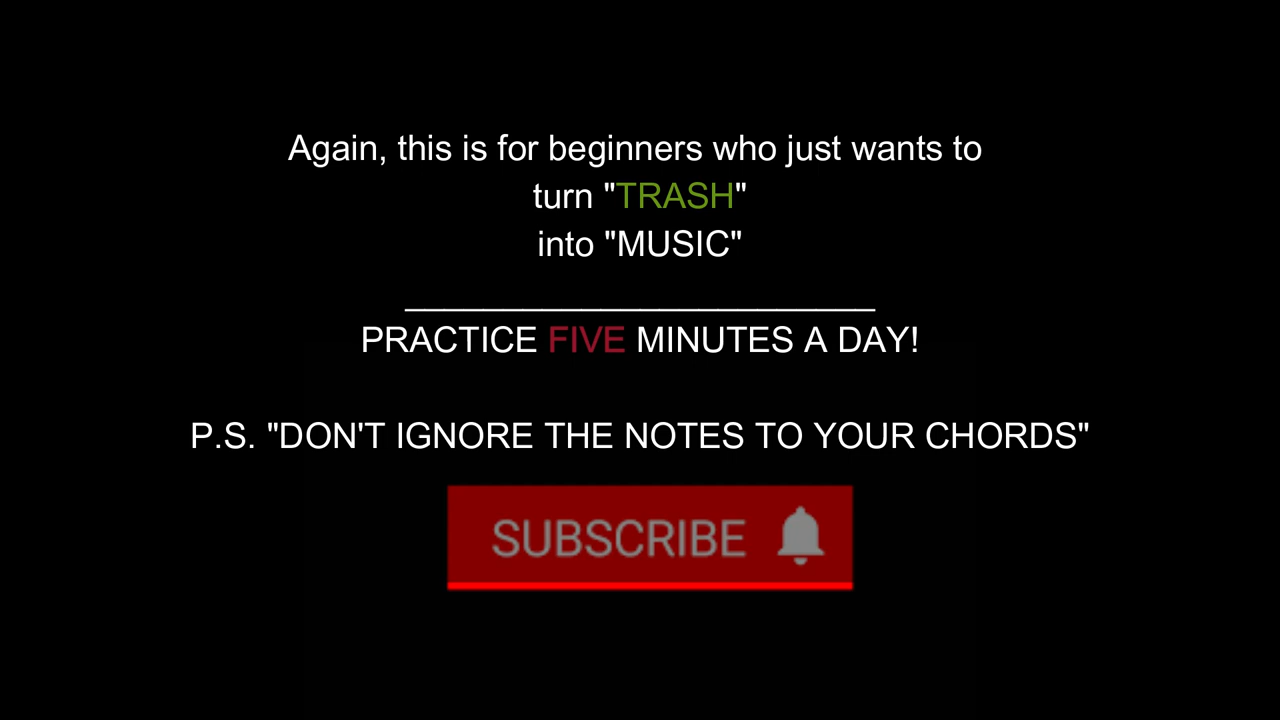 Again, this is for beginners who just wants to
turn "TRASH"
into "MUSIC"
PRACTICE FIVE MINUTES A DAY!
P.S. "DON'T IGNORE THE NOTES TO YOUR CHORDS"
SUBSCRIBE